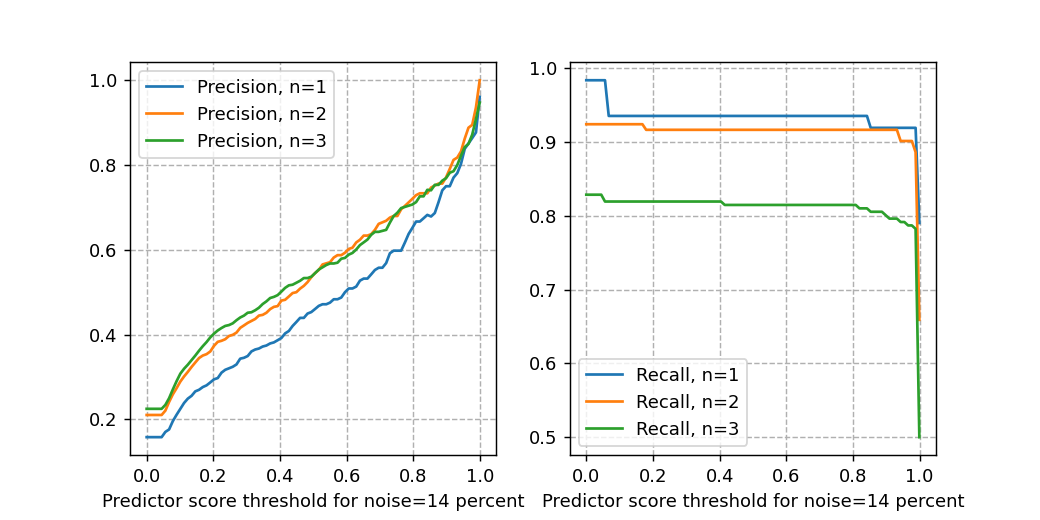 1.0
0.8
0.6
0.4
0.2
Precision, n=1
Precision, n=2
Precision, n=3
0.0 0.2 0.4 0.6 0.8 1.0
Predictor score threshold for noise=14 percent
1.0
0.9
0.8
0.7
0.6
0.5
Recall, n=1
Recall, n=2
Recall, n=3
0.0 0.2 0.4 0.6 0.8 1.0
Predictor score threshold for noise=14 percent